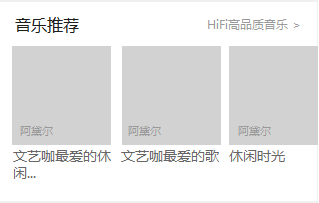 音乐推荐
HiFi高品质音乐 >
阿黛尔
阿黛尔
阿黛尔
文艺咖最爱的休
闲...
文艺咖最爱的歌
休闲时光